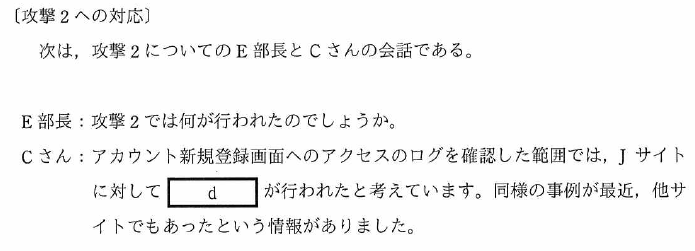 〔攻撃2への対応〕
次は，攻撃2についてのE部長とCさんの会話である。
E部長：攻撃2では何が行われたのでしょうか。
Cさん：アカウント新規登録画面へのアクセスのログを確認した範囲では，Jサイト
に対して d が行われたと考えています。同様の事例が最近，他サ
イトでもあったという情報がありました。